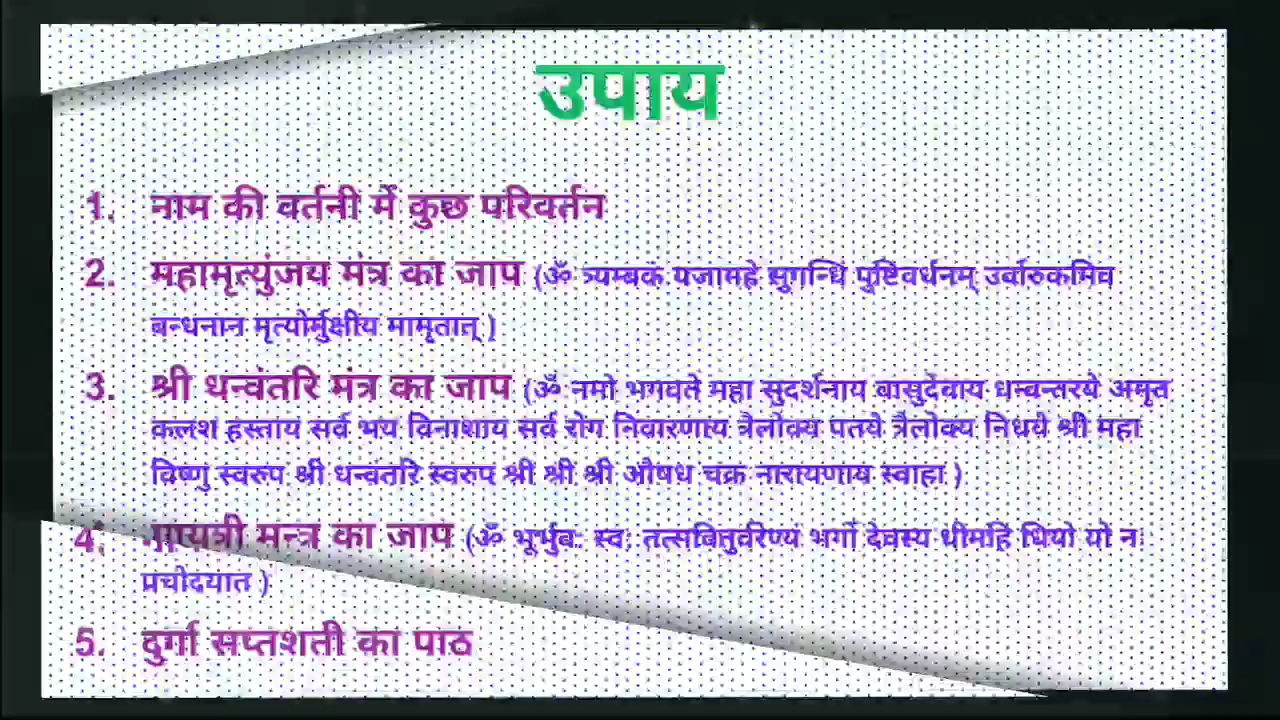 उपाय
1. नाम की वर्तनी में कुछ परिवर्तन
2. महामृत्युंजय मंत्र का जाप (ॐ त्र्यम्बकं यजामहे सुगन्धिं पुष्टिवर्धनम् उर्वारुकमिव
बन्धनान मृत्योर्मुक्षीय मामृतात् )
3. श्री धन्वंतरि मंत्र का जाप (ॐ नमो भगवते महा सुदर्शनाय वासुदेवाय धन्वन्तरये अमृत
कलश हस्ताय सर्व भय विनाशाय सर्व रोग निवारणाय त्रैलोक्य पतये त्रैलोक्य निधये श्री महा
विष्णु स्वरुप श्री धन्वंतरि स्वरुप श्री श्री श्री औषध चक्र नारायणाय स्वाहा )
4. गायत्री मन्त्र का जाप (ॐ भूर्भुवः स्वः तत्सवितुवरिण्यं भर्गो देवस्य धीमहि धियो यो नः
प्रचोदयात )
5. दुर्गा सप्तशती का पाठ